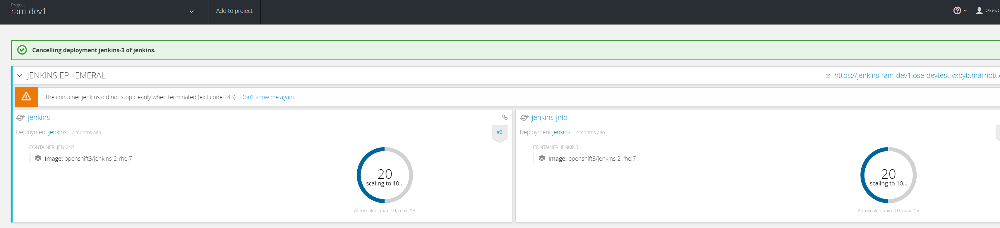 Project
ram-dev1
Add to project
Cancelling deployment jenkins-3 of jenkins.
JENKINS EPHEMERAL
https://jenkins-ram-dev1.ose-devtest-vxbyb.marriott.
The container jenkins did not stop cleanly when terminated (exit code 143). Don't show me again
jenkins
Deployment jenkins – 2 months ago
#2
CONTAINER: JENKINS
Image: openshift3/jenkins-2-rhel7
20
scaling to 10...
Autoscaled: min: 10, max: 15
jenkins-jnlp
Deployment jenkins – 2 months ago
CONTAINER: JENKINS
Image: openshift3/jenkins-2-rhel7
20
scaling to 10...
Autoscaled: min: 10, max: 15